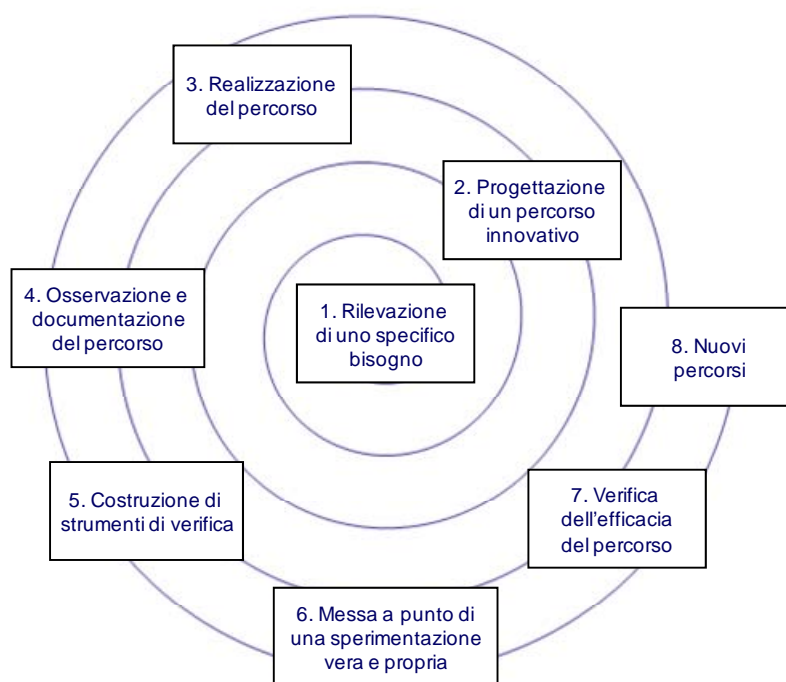 1. Rilevazione
di uno specifico
bisogno
2. Progettazione
di un percorso
innovativo
3. Realizzazione
del percorso
4. Osservazione e
documentazione
del percorso
5. Costruzione di
strumenti di verifica
6. Messa a punto di
una sperimentazione
vera e propria
7. Verifica
dell'efficacia
del percorso
8. Nuovi
percorsi